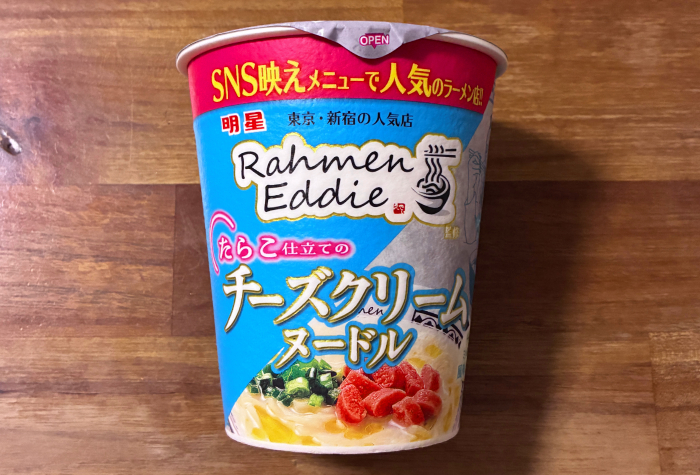 OPEN
SNS映えメニューで人気のラーメン店!!
明星 東京・新宿の人気店
Rahmen
Eddie
たらこ仕立ての
チーズクリーム
ヌードル